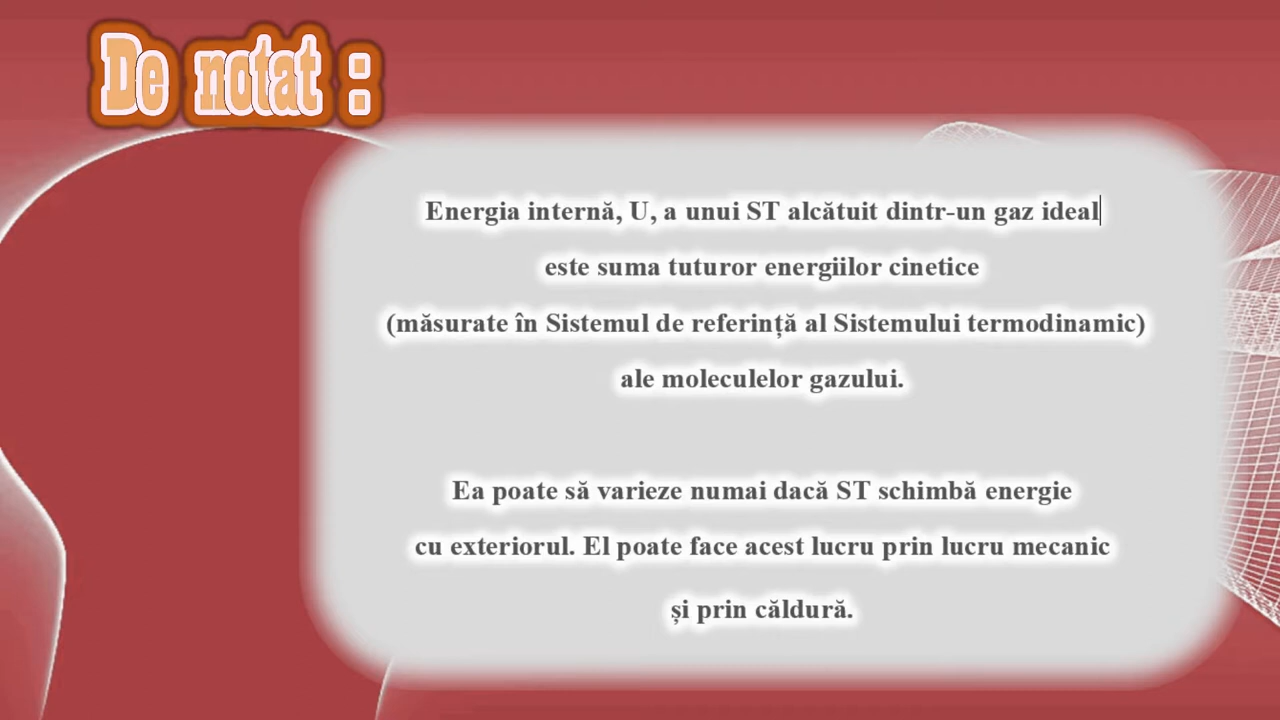 De notat :
Energia internă, U, a unui ST alcătuit dintr-un gaz ideal
este suma tuturor energiilor cinetice
(măsurate în Sistemul de referință al Sistemului termodinamic)
ale moleculelor gazului.
Ea poate să varieze numai dacă ST schimbă energie
cu exteriorul. El poate face acest lucru prin lucru mecanic
și prin căldură.